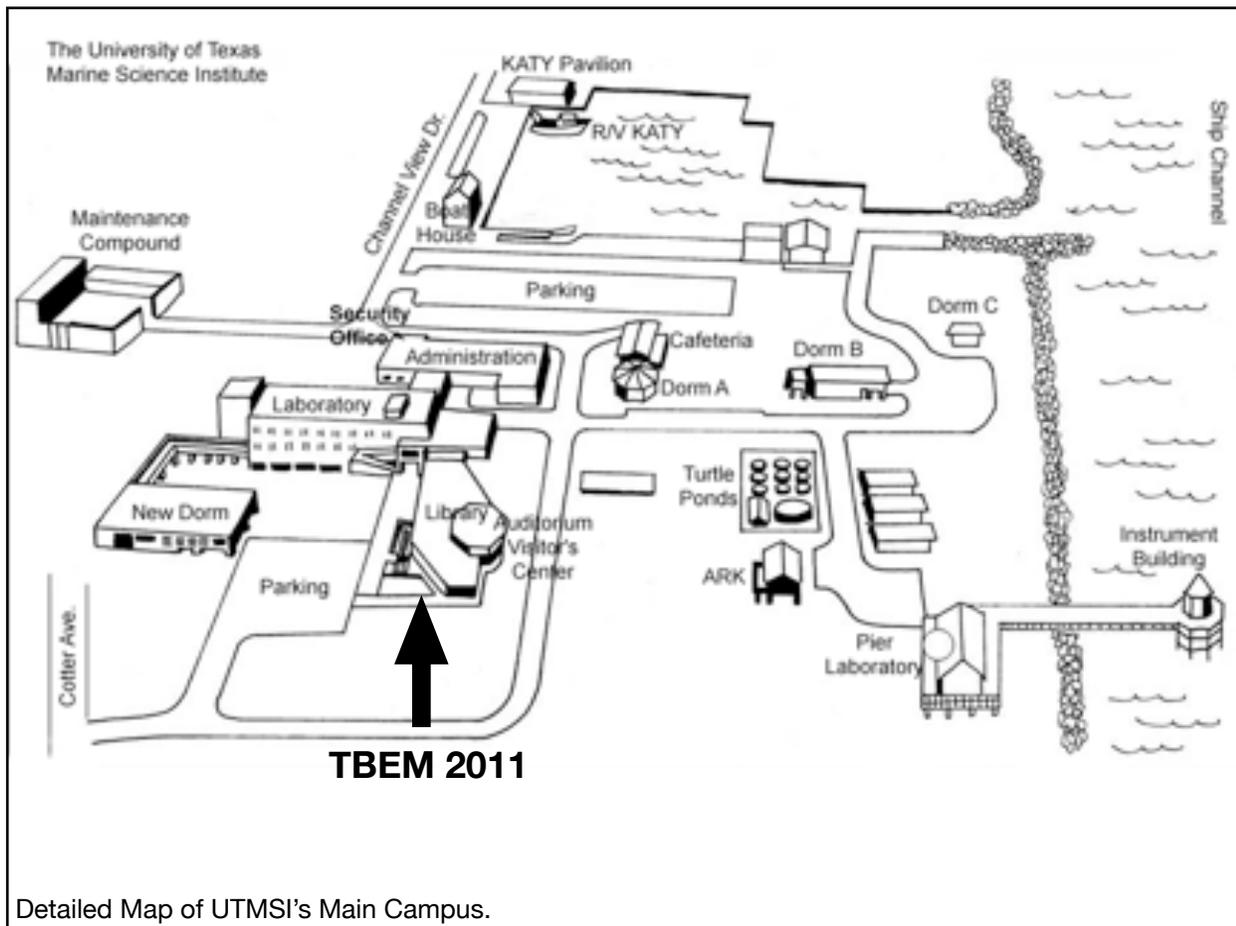 The University of Texas
Marine Science Institute
KATY Pavilion
R/V KATY
Channel View Dr.
Ship Channel
Boat
House
Maintenance
Compound
Parking
Security
Office
Administration
Cafeteria
Dorm A
Dorm B
Dorm C
Laboratory
New Dorm
Library
Auditorium
Visitor's
Center
Turtle
Ponds
ARK
Instrument
Building
Pier
Laboratory
Parking
Cotter Ave.
TBEM 2011
Detailed Map of UTMSI's Main Campus.